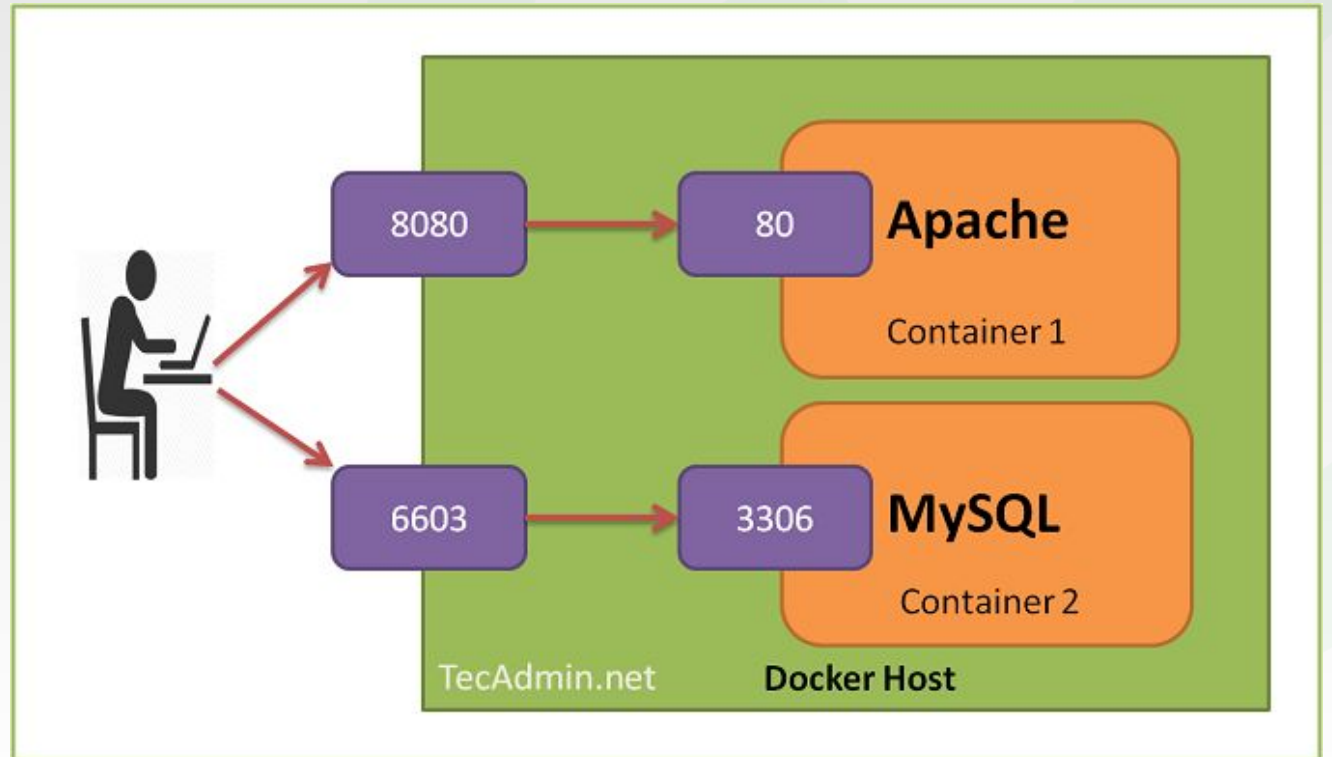 8080
80
Apache
Container 1
6603
3306
MySQL
Container 2
TecAdmin.net
Docker Host